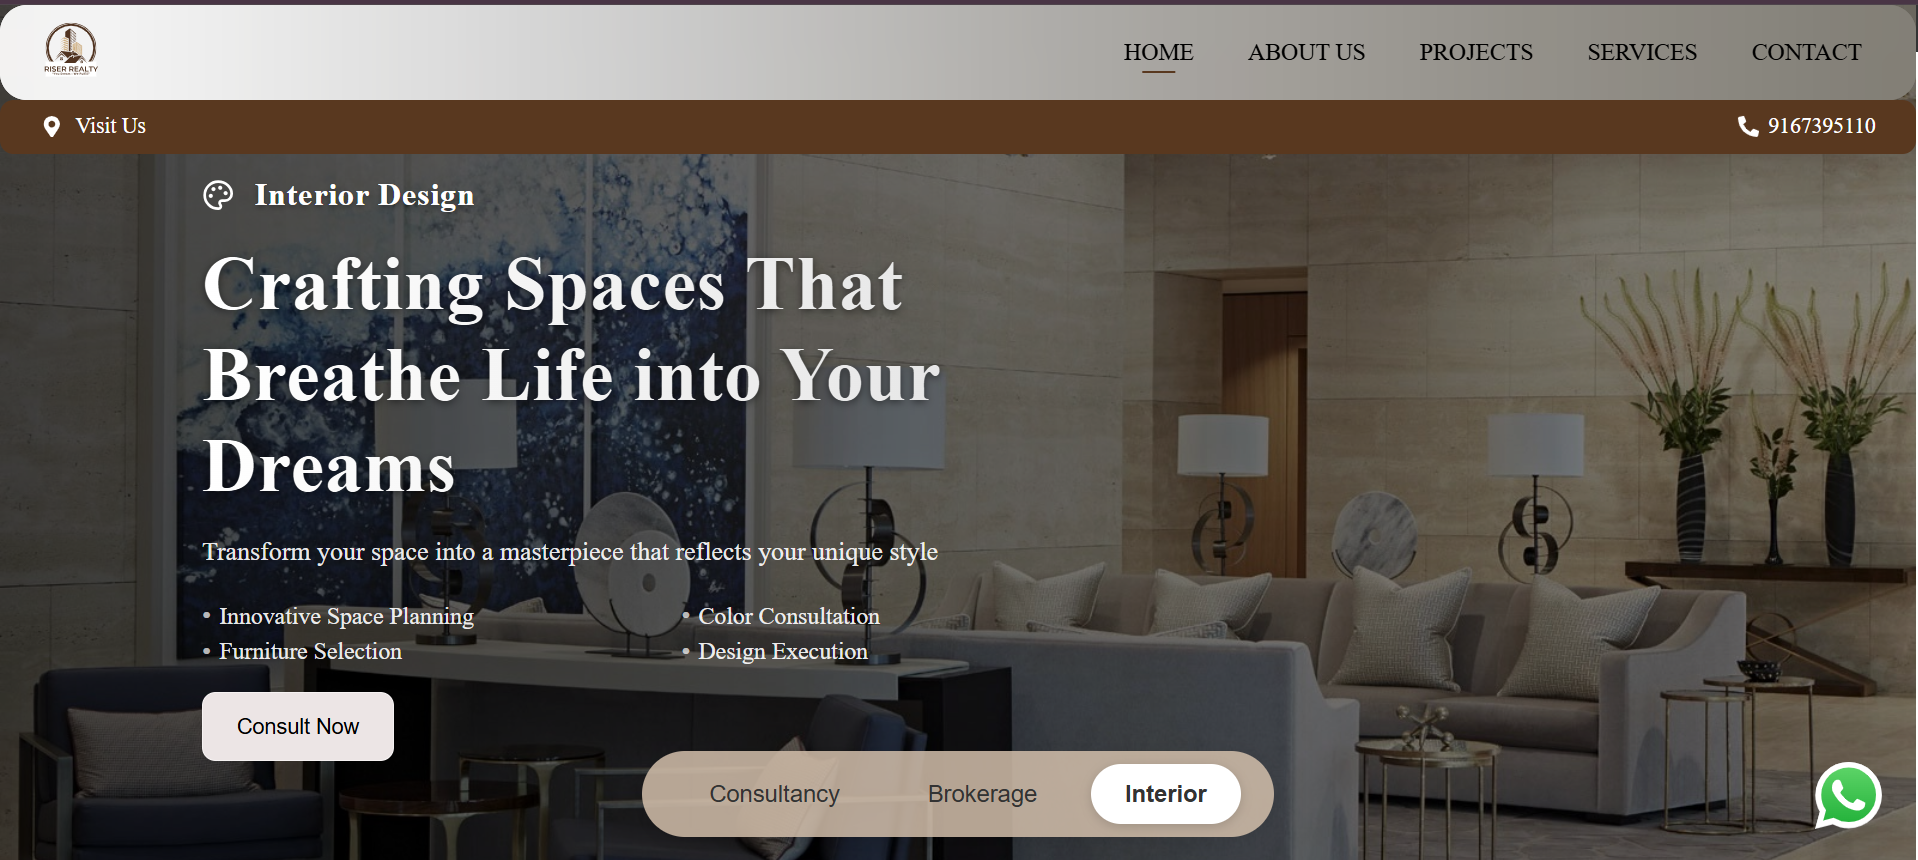 RISER REALTY
HOME
ABOUT US
PROJECTS
SERVICES
CONTACT
Visit Us
9167395110
Interior Design
Crafting Spaces That
Breathe Life into Your
Dreams
Transform your space into a masterpiece that reflects your unique style
• Innovative Space Planning
• Color Consultation
• Furniture Selection
• Design Execution
Consult Now
Consultancy
Brokerage
Interior